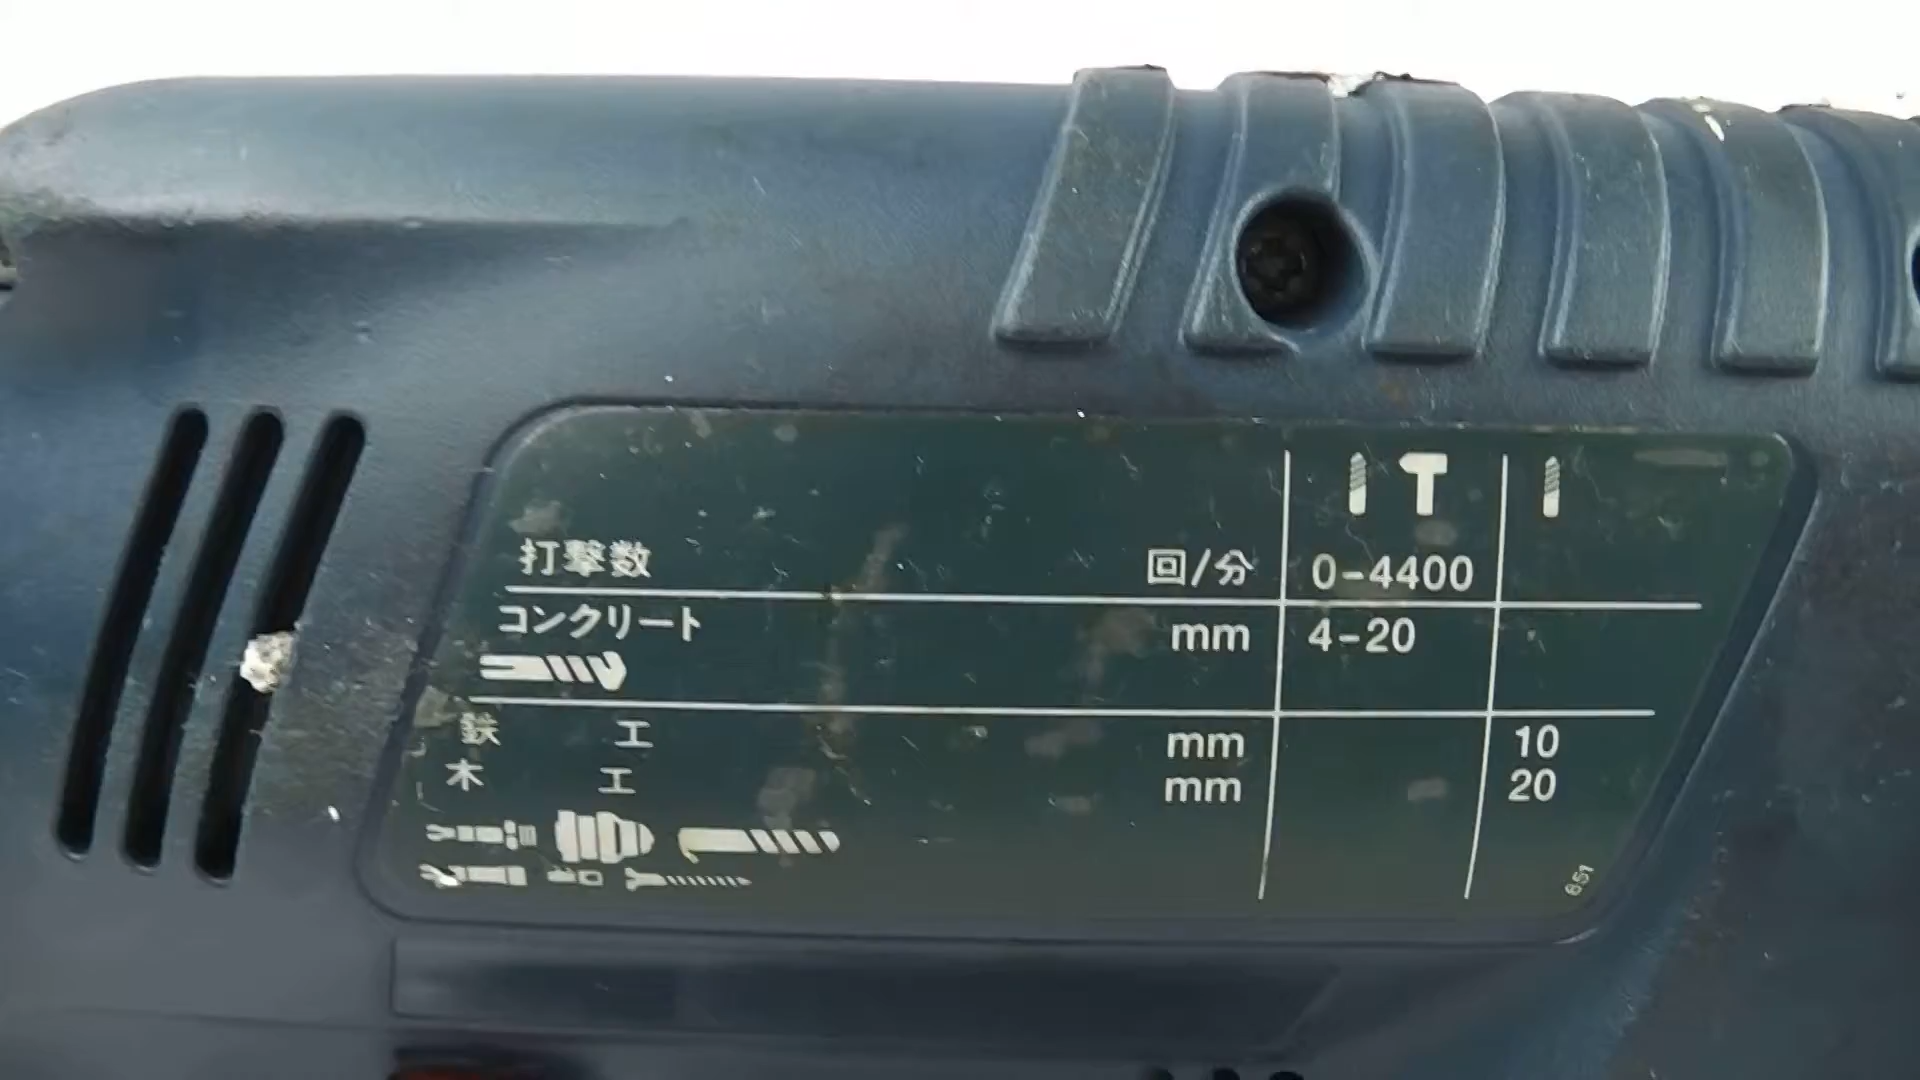 打撃数 回/分 0-4400
コンクリート mm 4-20
鉄 工 mm 10
木 工 mm 20
651